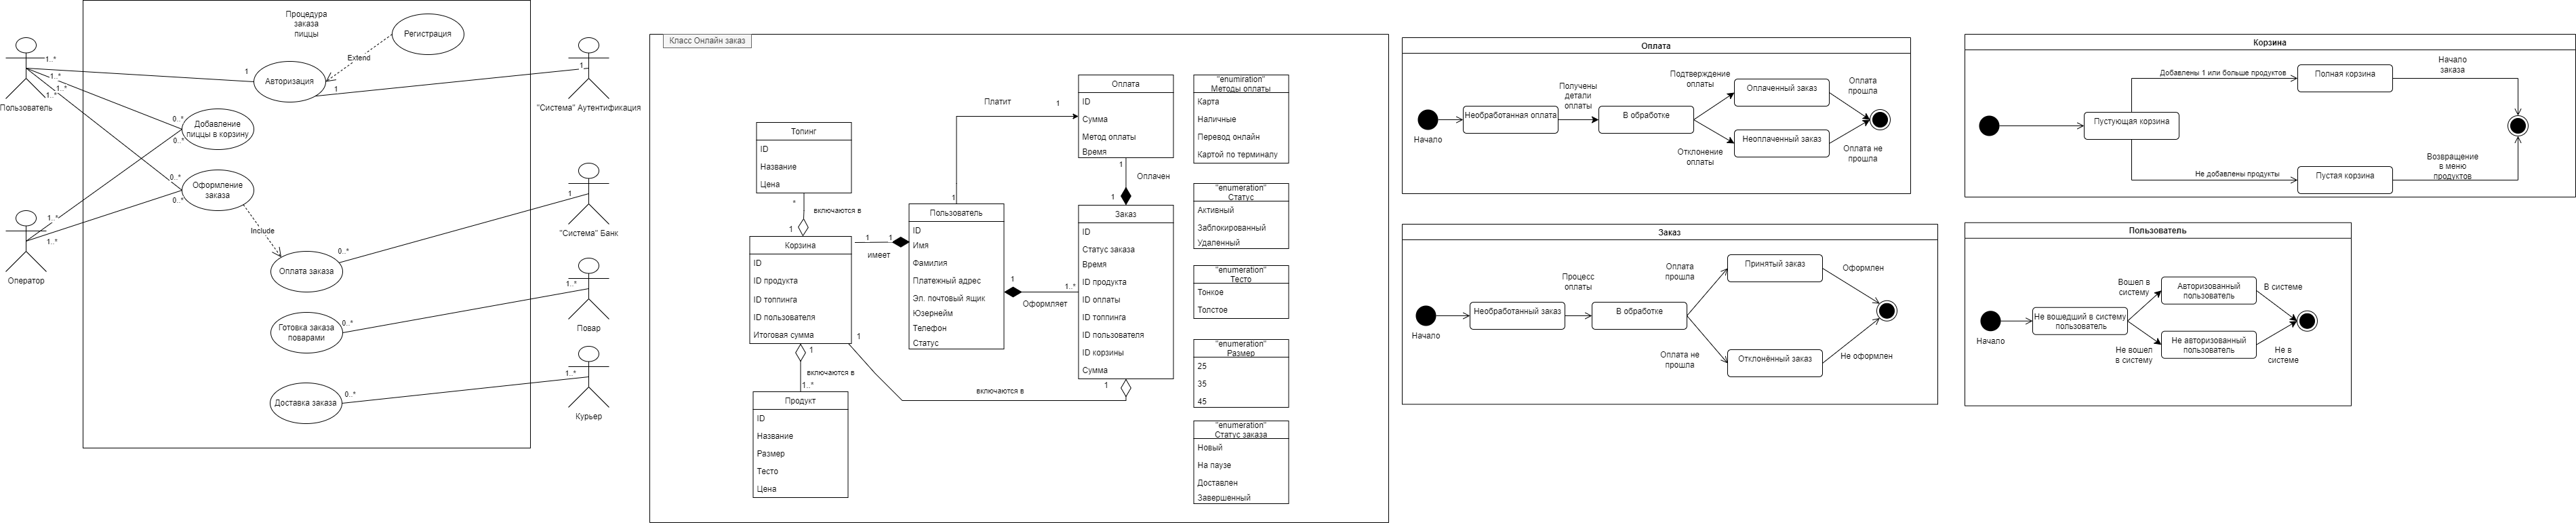 Процедура
заказа
пиццы
Регистрация
Extend
1..*
Пользователь
1..*
1..*
1..*
1
Авторизация
1
1
"Система" Аутентификация
0..*
Добавление
пиццы в корзину
0..*
0..*
Оформление
заказа
0..*
1
"Система" Банк
1..*
1..*
Оператор
Include
0..*
Оплата заказа
1..*
Повар
0..*
Готовка заказа
поварами
1..*
Курьер
0..*
Доставка заказа
Класс Онлайн заказ
Топинг
ID
Название
Цена
*
включаются в
1
Корзина
ID
ID продукта
ID топпинга
ID пользователя
Итоговая сумма
1
включаются в
1..*
Продукт
ID
Название
Размер
Тесто
Цена
1
1
имеет
Пользователь
ID
Имя
Фамилия
Платежный адрес
Эл. почтовый ящик
Юзернейм
Телефон
Статус
Платит
1
1
1
1..*
Оформляет
1
включаются в
1
Оплата
ID
Сумма
Метод оплаты
Время
1
Оплачен
1
Заказ
ID
Статус заказа
Время
ID продукта
ID оплаты
ID топпинга
ID пользователя
ID корзины
Сумма
"enumiration"
Методы оплаты
Карта
Наличные
Перевод онлайн
Картой по терминалу
"enumeration"
Статус
Активный
Заблокированный
Удаленный
"enumeration"
Тесто
Тонкое
Толстое
"enumeration"
Размер
25
35
45
"enumeration"
Статус заказа
Новый
На паузе
Доставлен
Завершенный
Оплата
Начало
Необработанная оплата
Получены
детали
оплаты
В обработке
Подтверждение
оплаты
Отклонение
оплаты
Оплаченный заказ
Неоплаченный заказ
Оплата
прошла
Оплата не
прошла
Заказ
Начало
Необработанный заказ
Процесс
оплаты
В обработке
Оплата
прошла
Оплата не
прошла
Принятый заказ
Отклонённый заказ
Оформлен
Не оформлен
Корзина
Пустующая корзина
Добавлены 1 или больше продуктов
Не добавлены продукты
Полная корзина
Пустая корзина
Начало
заказа
Возвращение
в меню
продуктов
Пользователь
Начало
Не вошедший в систему
пользователь
Вошел в
систему
Не вошел
в систему
Авторизованный
пользователь
Не авторизованный
пользователь
В системе
Не в
системе